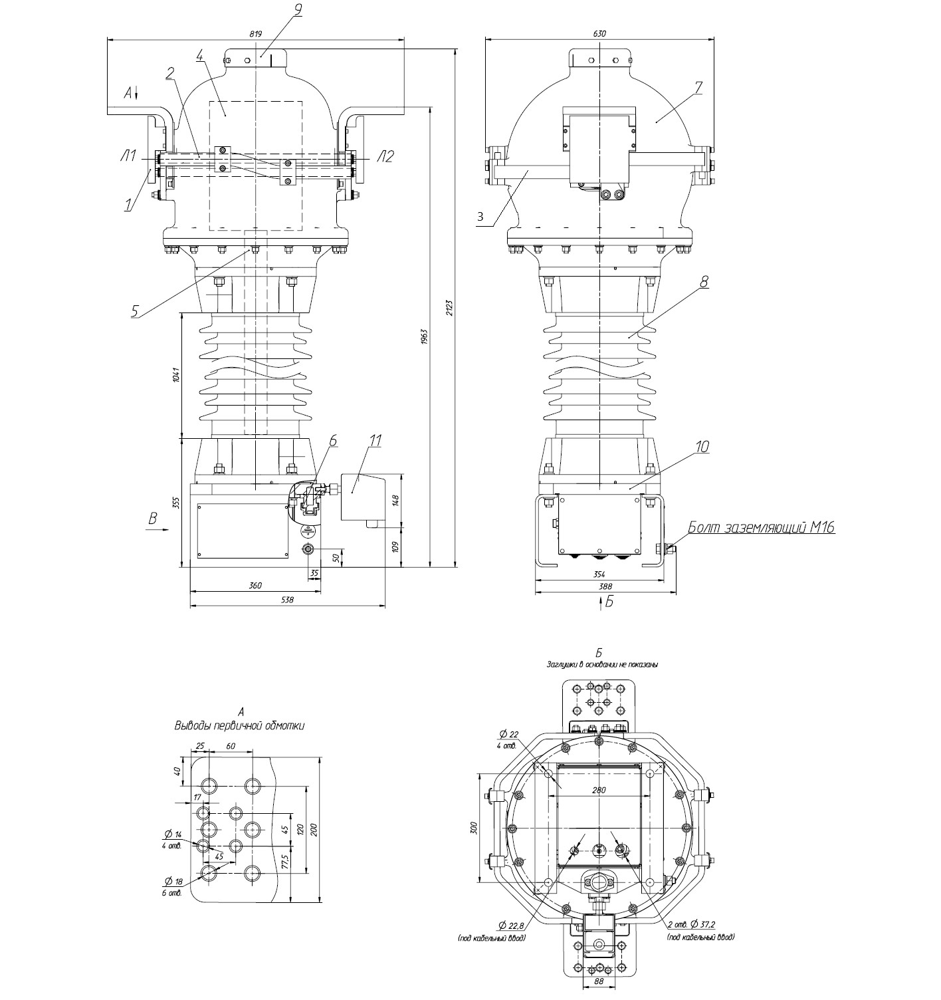 9
819
630
4
2
7
А
Л1
Л2
1
3
8
5
2123
1963
1041
6
11
10
355
148
В
Болт заземляющий М16
109
50
35
354
360
388
538
Б
Б
Заглушки в основании не показаны
А
Выводы первичной обмотки
25
60
40
17
Ф 14
4 отв.
45
Ф 18
6 отв.
45
77,5
120
200
Ф 22
4 отв.
280
300
Ф 22,8
(под кабельный ввод)
2 отв. Ф 37,2
(под кабельный ввод)
88